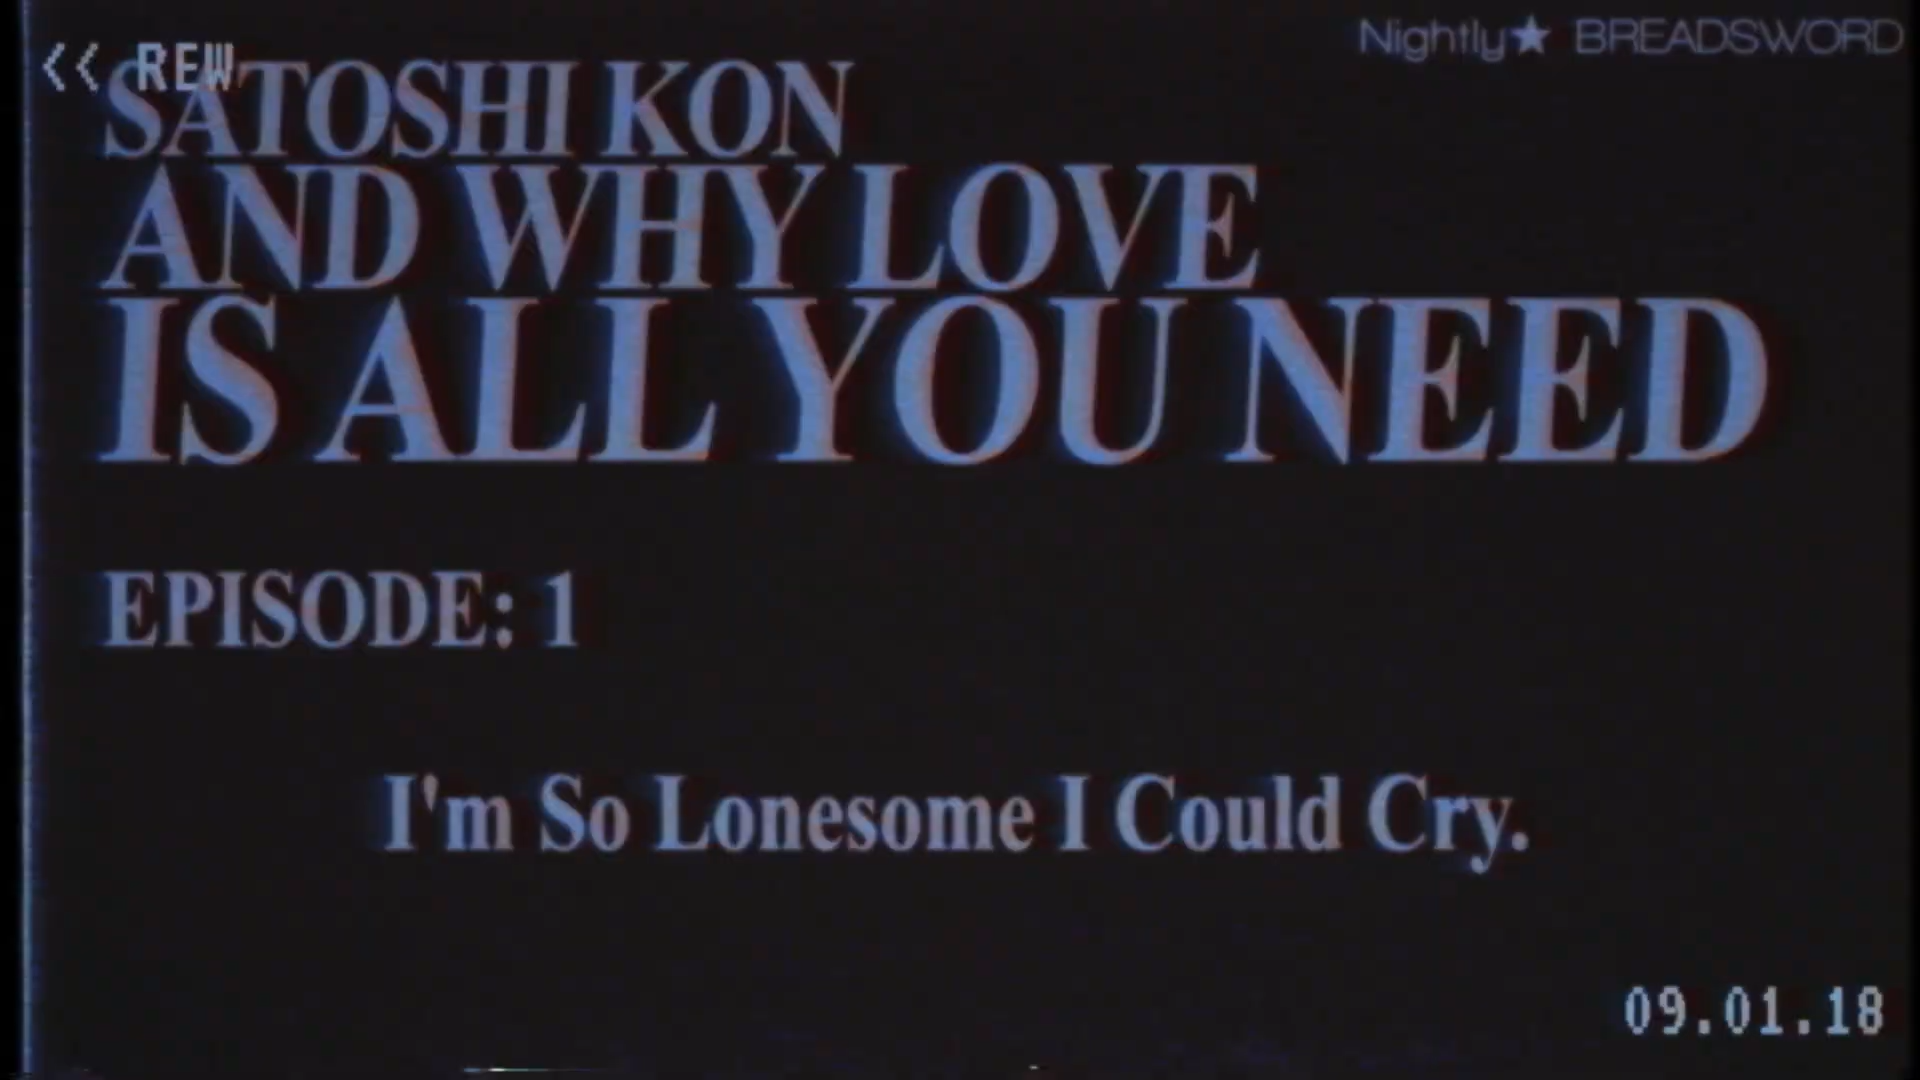 << REW
Nightly★ BREADSWORD
SATOSHI KON
AND WHY LOVE
IS ALL YOU NEED
EPISODE: 1
I'm So Lonesome I Could Cry.
09.01.18